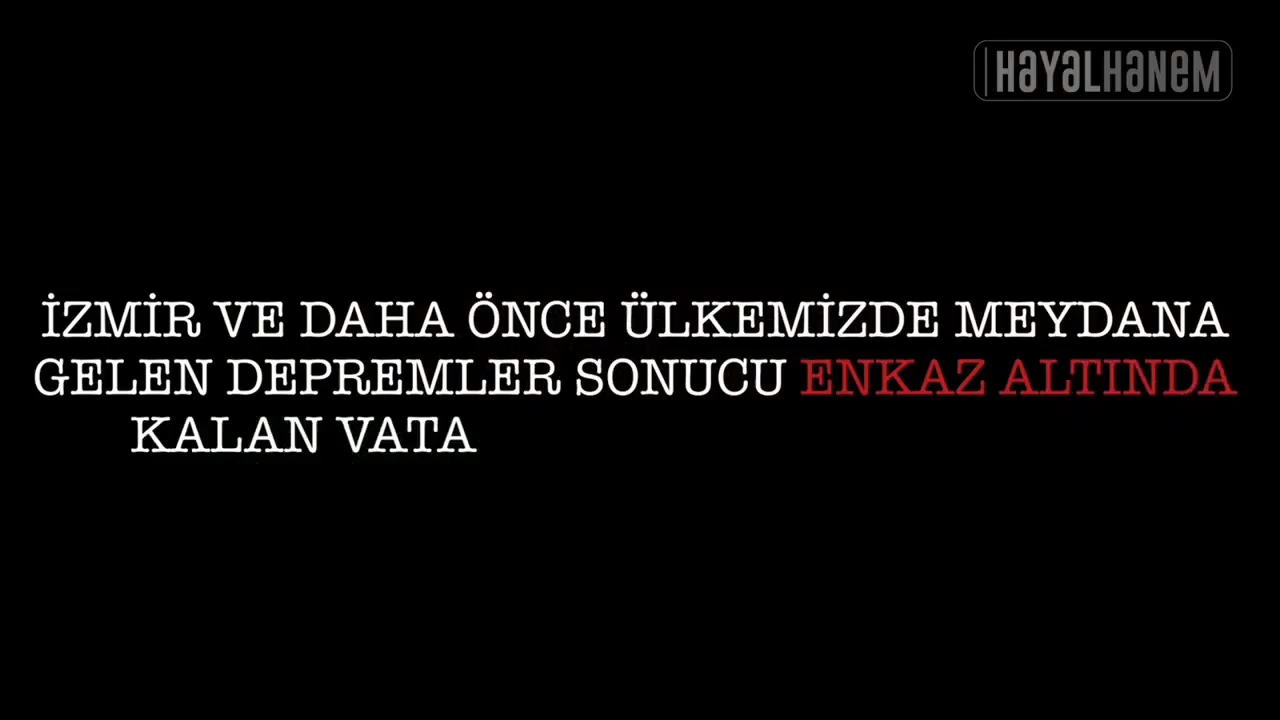 HAYALHANEM
İZMİR VE DAHA ÖNCE ÜLKEMİZDE MEYDANA
GELEN DEPREMLER SONUCU ENKAZ ALTINDA
KALAN VATA